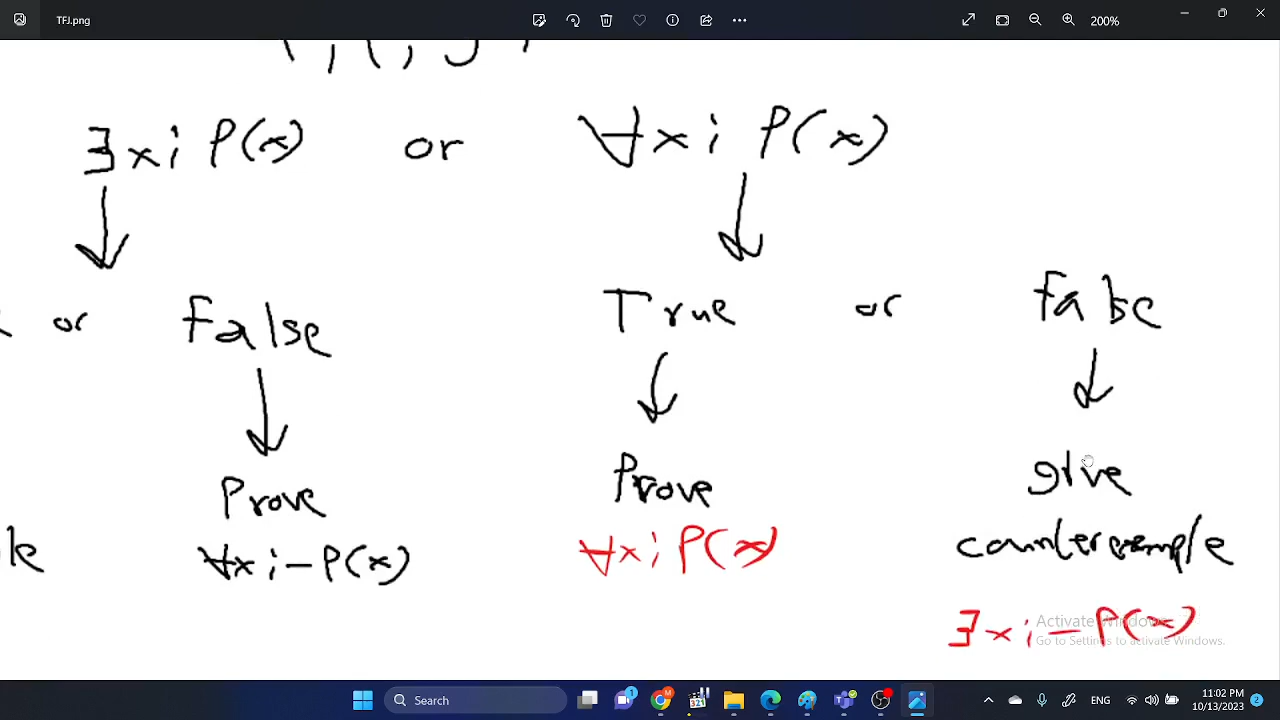 TFJ.png
200%
∃x; P(x) or ∀x; P(x)
or False True or False
Prove Prove give
∀x; –P(x) ∀x; P(x) counterexmple
∃x; –P(x)
Activate Windows
Go to Settings to activate Windows.
Search
ENG
11:02 PM
10/13/2023